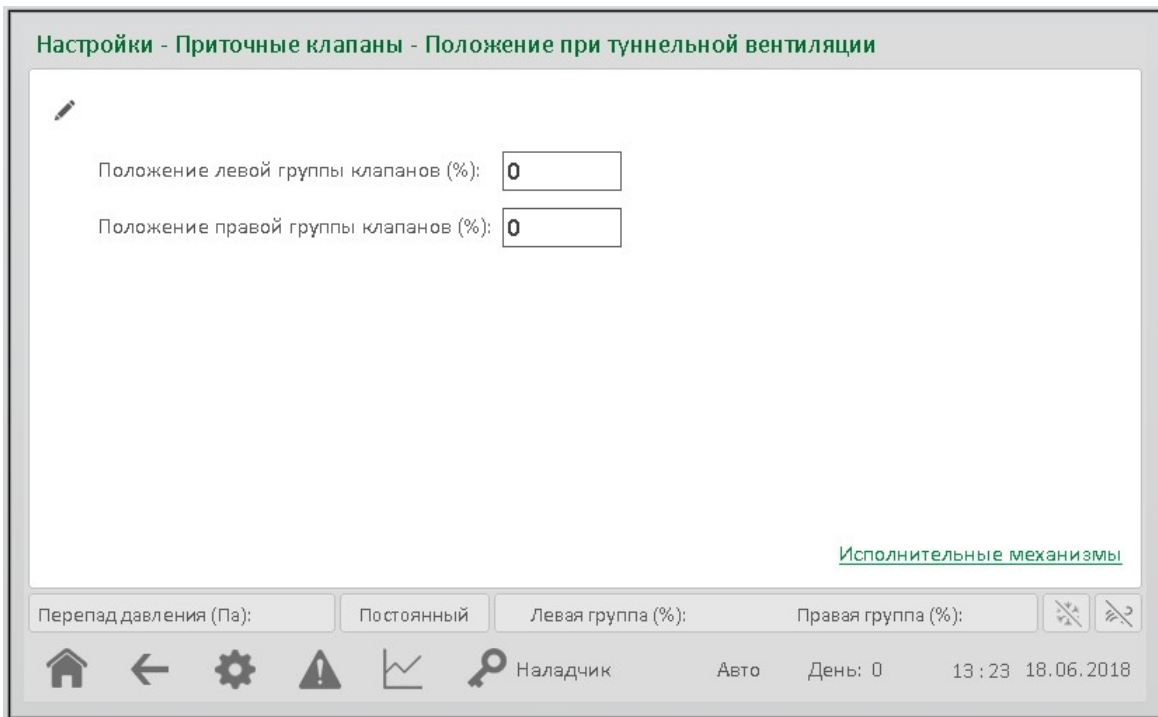 Настройки - Приточные клапаны - Положение при туннельной вентиляции
Положение левой группы клапанов (%): 0
Положение правой группы клапанов (%): 0
Исполнительные механизмы
Перепад давления (Па): Постоянный Левая группа (%): Правая группа (%):
Наладчик Авто День: 0 13:23 18.06.2018